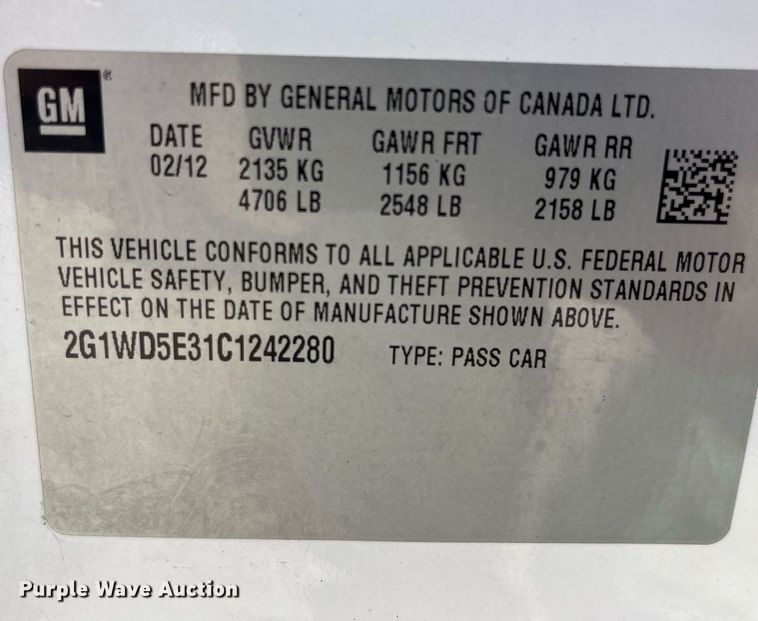 GM®
MFD BY GENERAL MOTORS OF CANADA LTD.
DATE GVWR GAWR FRT GAWR RR
02/12 2135 KG 1156 KG 979 KG
4706 LB 2548 LB 2158 LB
THIS VEHICLE CONFORMS TO ALL APPLICABLE U.S. FEDERAL MOTOR
VEHICLE SAFETY, BUMPER, AND THEFT PREVENTION STANDARDS IN
EFFECT ON THE DATE OF MANUFACTURE SHOWN ABOVE.
2G1WD5E31C1242280 TYPE: PASS CAR
Purple Wave Auction